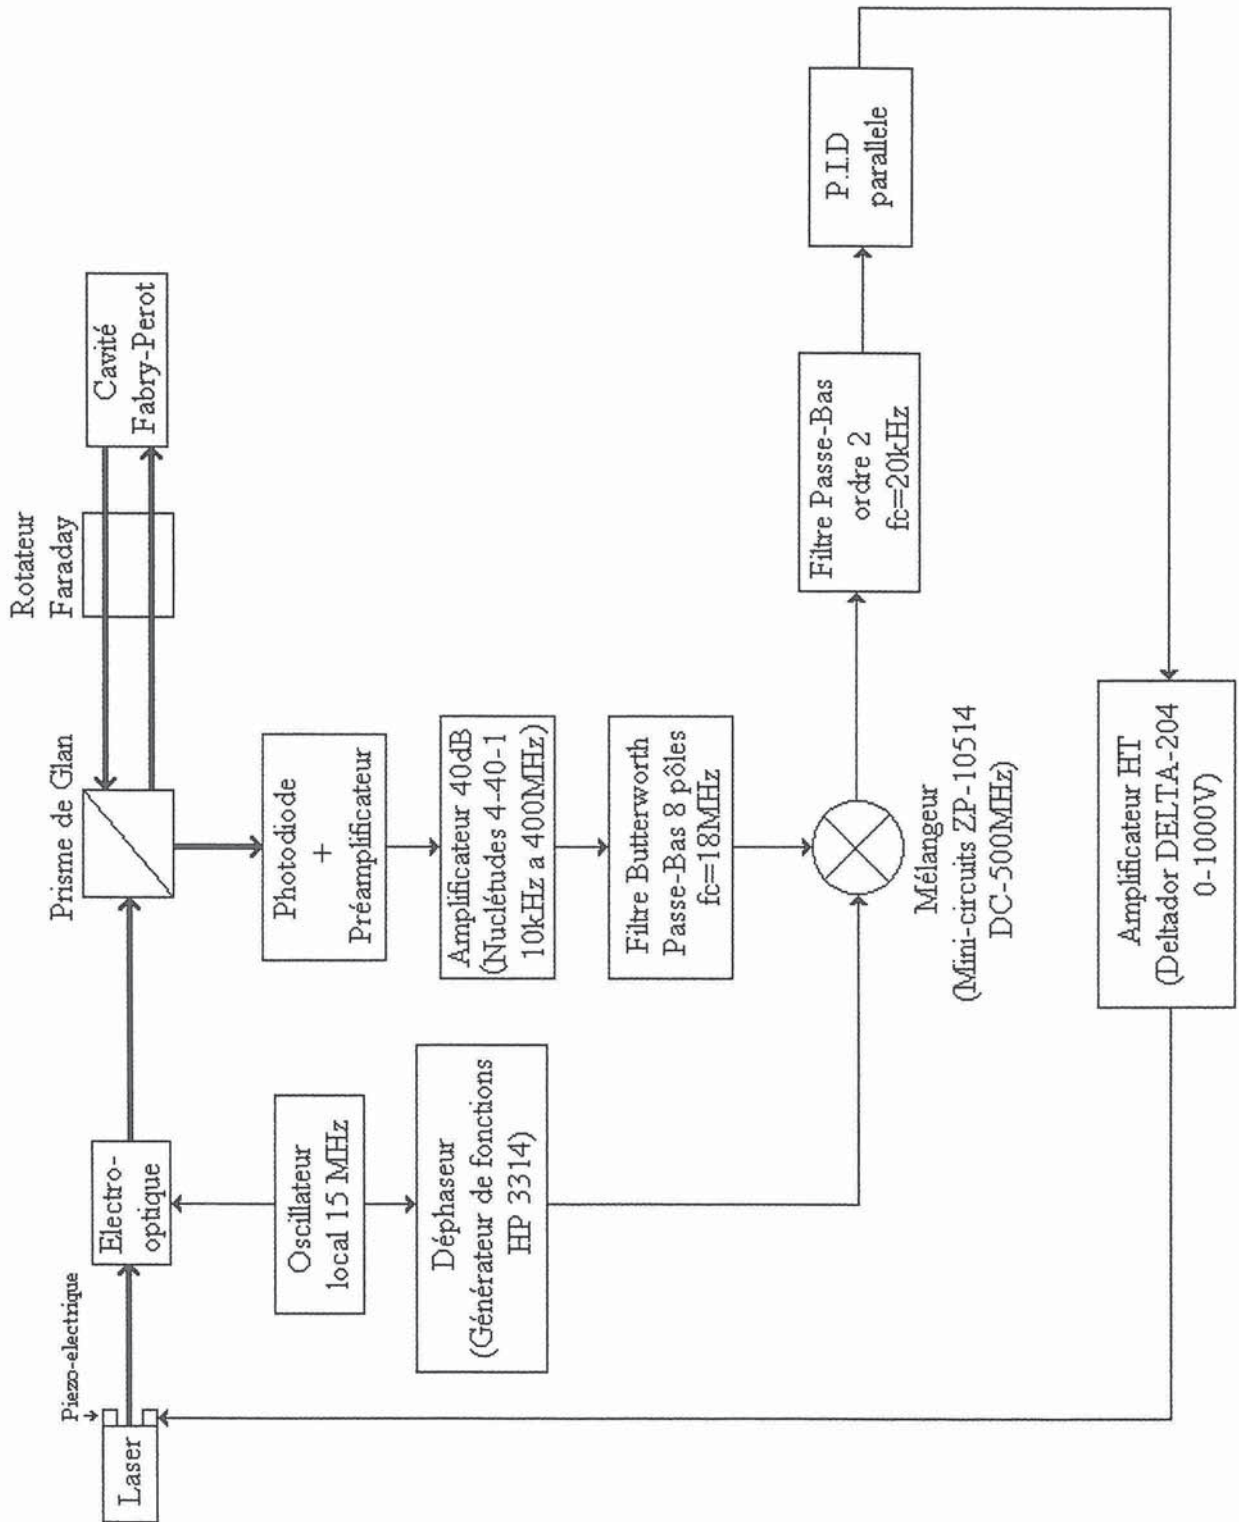 Piezo-electrique
Laser
Electro-
optique
Prisme de Glan
Rotateur
Faraday
Cavité
Fabry-Perot
Oscillateur
local 15 MHz
Photodiode
+
Préamplificateur
Déphaseur
(Générateur de fonctions
HP 3314)
Amplificateur 40dB
(Nuclétudes 4-40-1
10kHz a 400MHz)
Filtre Butterworth
Passe-Bas 8 pôles
fc=18MHz
Mélangeur
(Mini-circuits ZP-10514
DC-500MHz)
Filtre Passe-Bas
ordre 2
fc=20kHz
P.I.D
parallele
Amplificateur HT
(Deltador DELTA-204
0-1000V)